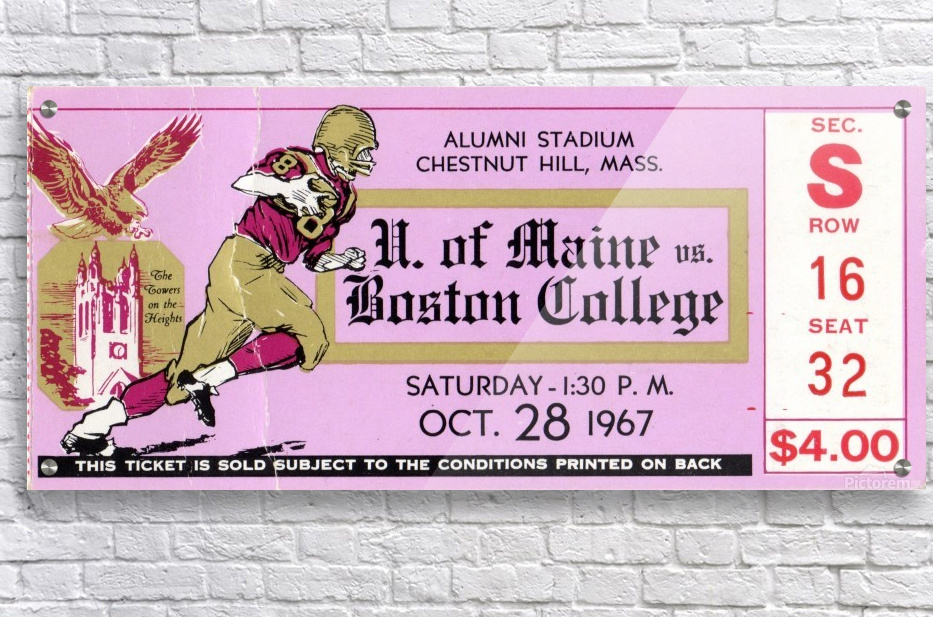 ALUMNI STADIUM
CHESTNUT HILL, MASS.
U. of Maine vs.
Boston College
SATURDAY - 1:30 P. M.
OCT. 28 1967
The
Towers
on the
Heights
8
8
THIS TICKET IS SOLD SUBJECT TO THE CONDITIONS PRINTED ON BACK
SEC.
S
ROW
16
SEAT
32
$4.00
Pictorem